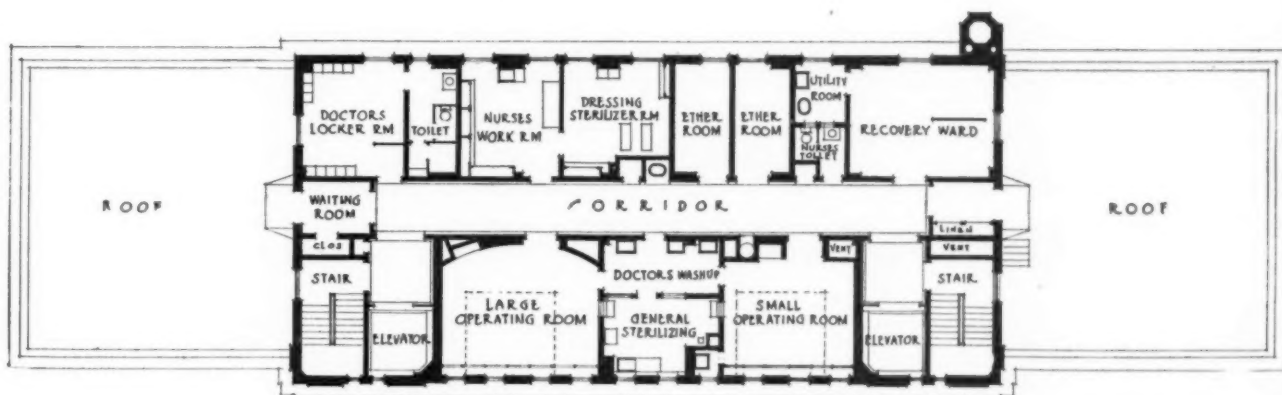 DOCTORS
LOCKER RM
TOILET
NURSES
WORK RM
DRESSING
STERILIZER RM
ETHER
ROOM
ETHER
ROOM
UTILITY
ROOM
NURSES
TOILET
RECOVERY WARD
ROOF
WAITING
ROOM
CORRIDOR
LINEN
ROOF
CLOS
STAIR
ELEVATOR
LARGE
OPERATING ROOM
DOCTORS WASHUP
GENERAL
STERILIZING
SMALL
OPERATING ROOM
VENT
VENT
STAIR
ELEVATOR